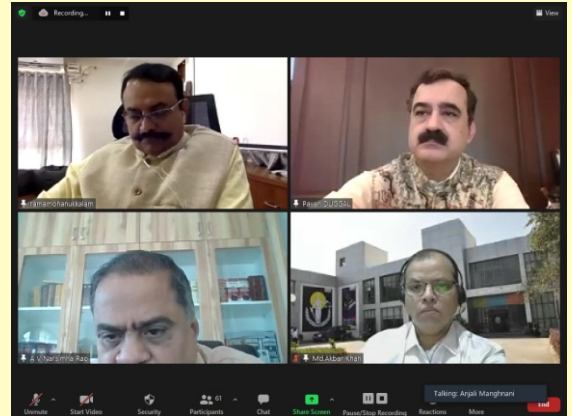 Recording...
View
ramamohanukkalam
Pavan DUGGAL
A V Narsimha Rao
Md.Akbar Khan
Talking: Anjali Manghnani
61
Unmute Start Video Security Participants Chat Share Screen Pause/Stop Recording Reactions More End